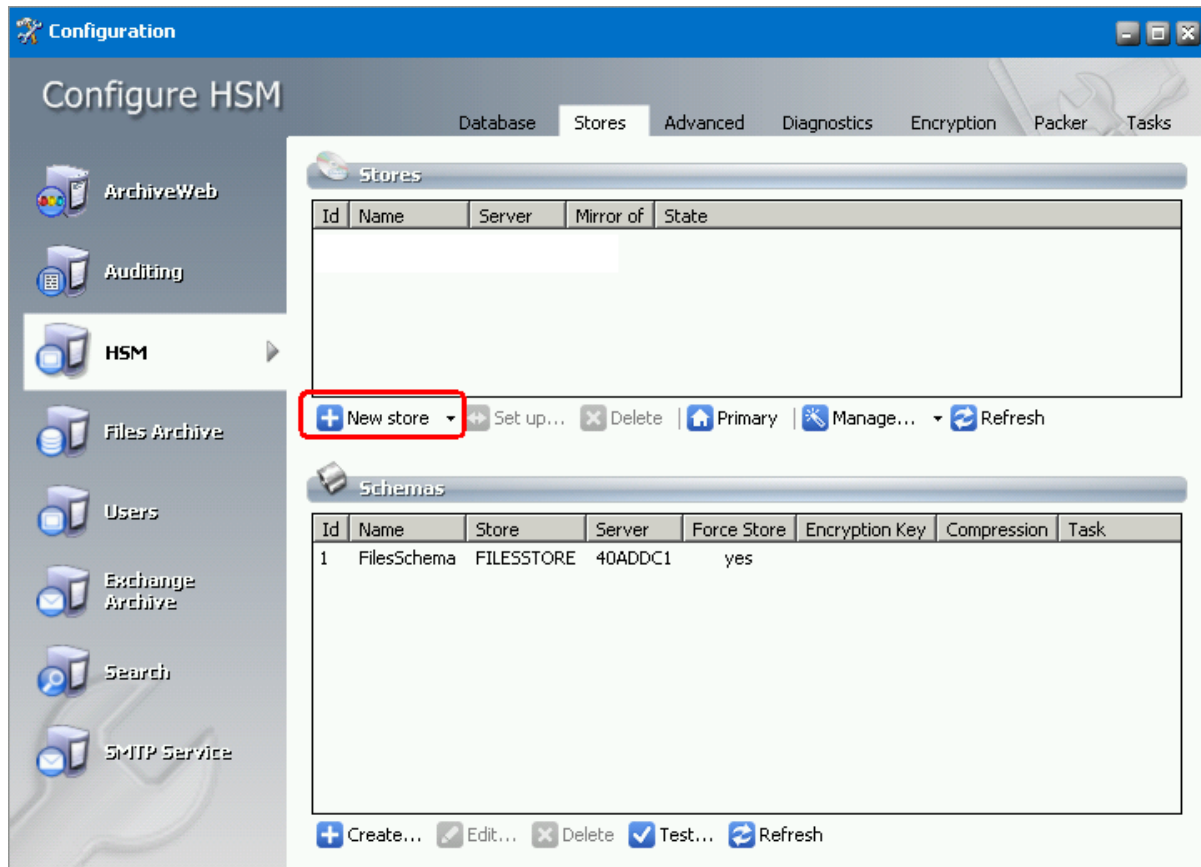 Configuration
Configure HSM
Database Stores Advanced Diagnostics Encryption Packer Tasks
ArchiveWeb
Auditing
HSM
Files Archive
Users
Exchange
Archive
Search
SMTP Service
Stores
Id Name Server Mirror of State
New store Set up... Delete Primary Manage... Refresh
Schemas
Id Name Store Server Force Store Encryption Key Compression Task
1 FilesSchema FILESSTORE 40ADDC1 yes
Create... Edit... Delete Test... Refresh